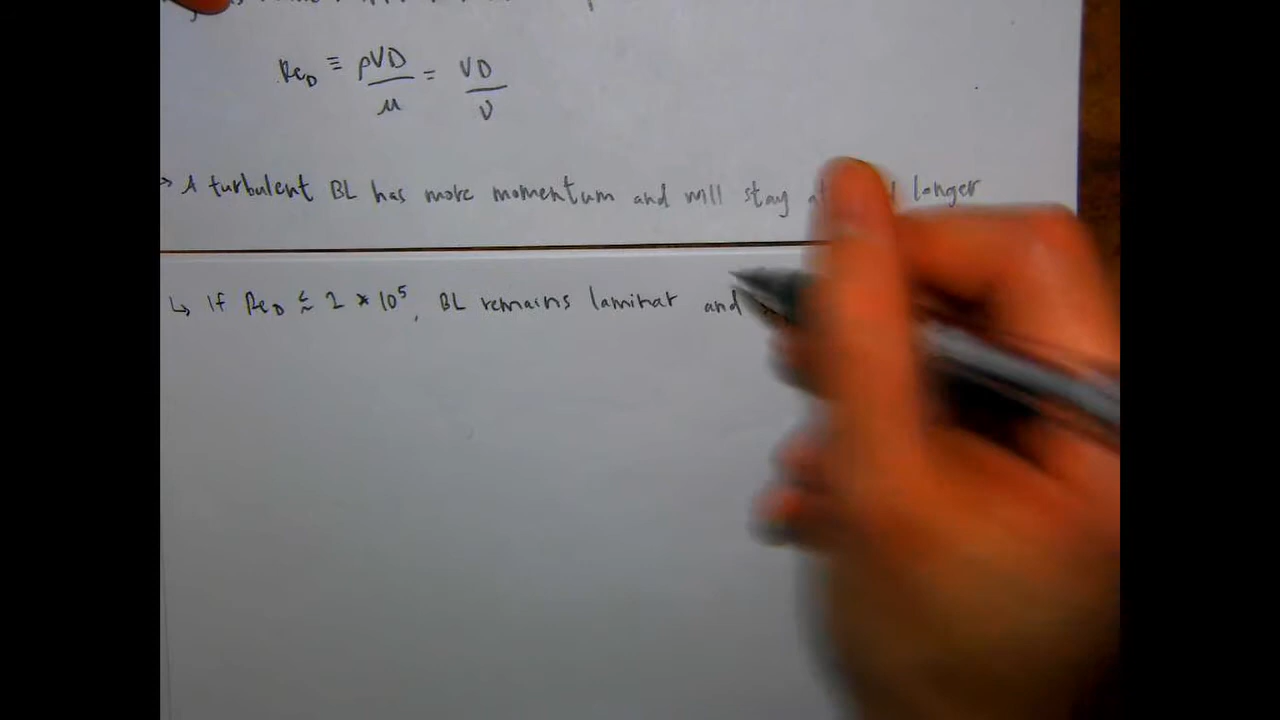 Re_D ≡ ρVD/μ = VD/ν
→ A turbulent BL has more momentum and will stay longer
↳ If Re_D ≲ 2 * 10^5, BL remains laminar and